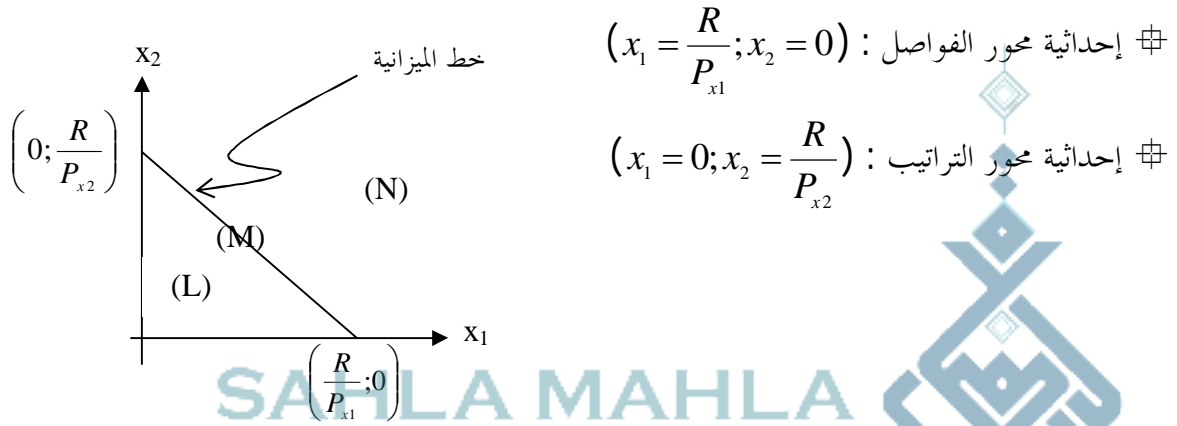 إحداثية محور الفواصل : (x₁ = R/Pₓ₁ ; x₂ = 0)
إحداثية محور التراتيب : (x₁ = 0; x₂ = R/Pₓ₂)
x₂
خط الميزانية
(0; R/Pₓ₂)
(N)
(M)
(L)
x₁
(R/Pₓ₁ ;0)
SAHLA MAHLA